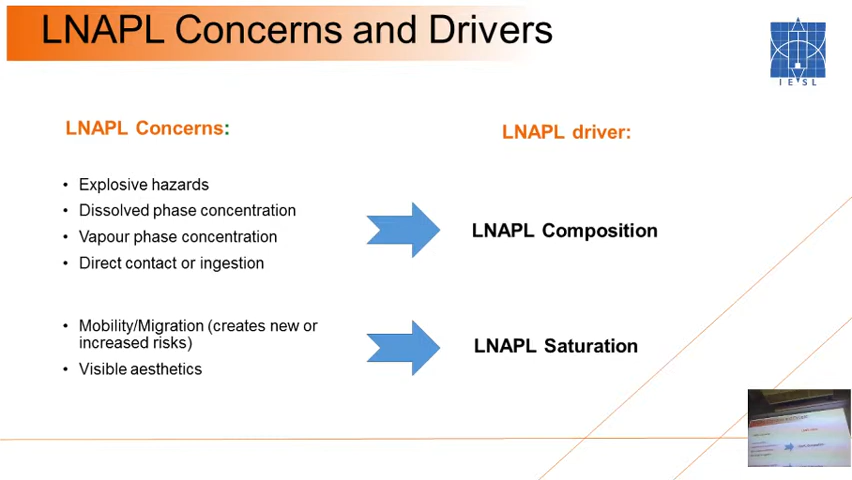 LNAPL Concerns and Drivers
IESL
LNAPL Concerns:
LNAPL driver:
• Explosive hazards
• Dissolved phase concentration
• Vapour phase concentration
• Direct contact or ingestion
LNAPL Composition
• Mobility/Migration (creates new or
increased risks)
• Visible aesthetics
LNAPL Saturation